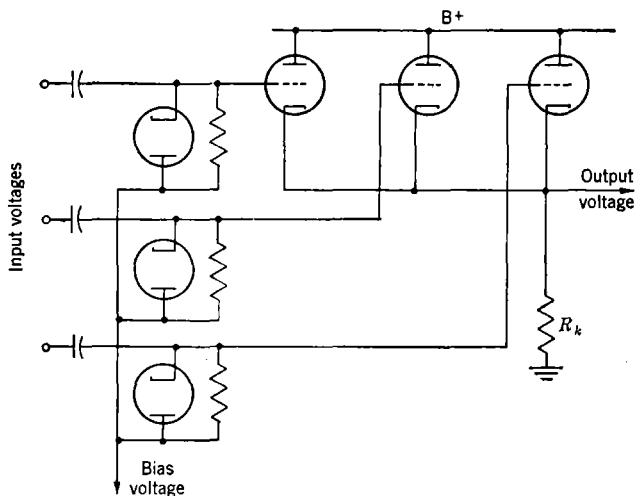 B+
Input voltages
Output
voltage
R_k
Bias
voltage